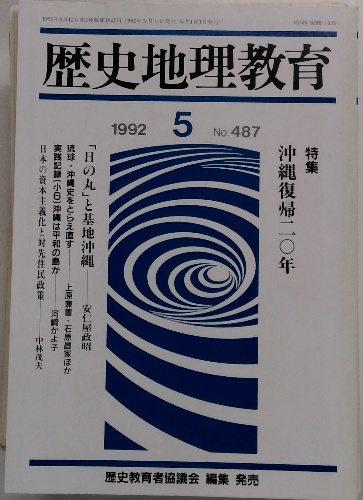 歴史地理教育
1992 5 No.487
特集
沖縄復帰二〇年
「日の丸」と基地沖縄――安仁屋政昭
琉球・沖縄史をとらえ直す――上原兼善・石原昌家ほか
実践記録〈小6〉沖縄は平和の島か――河崎かよ子
日本の資本主義化と対先住民政策――中林茂夫
歴史教育者協議会 編集 発売